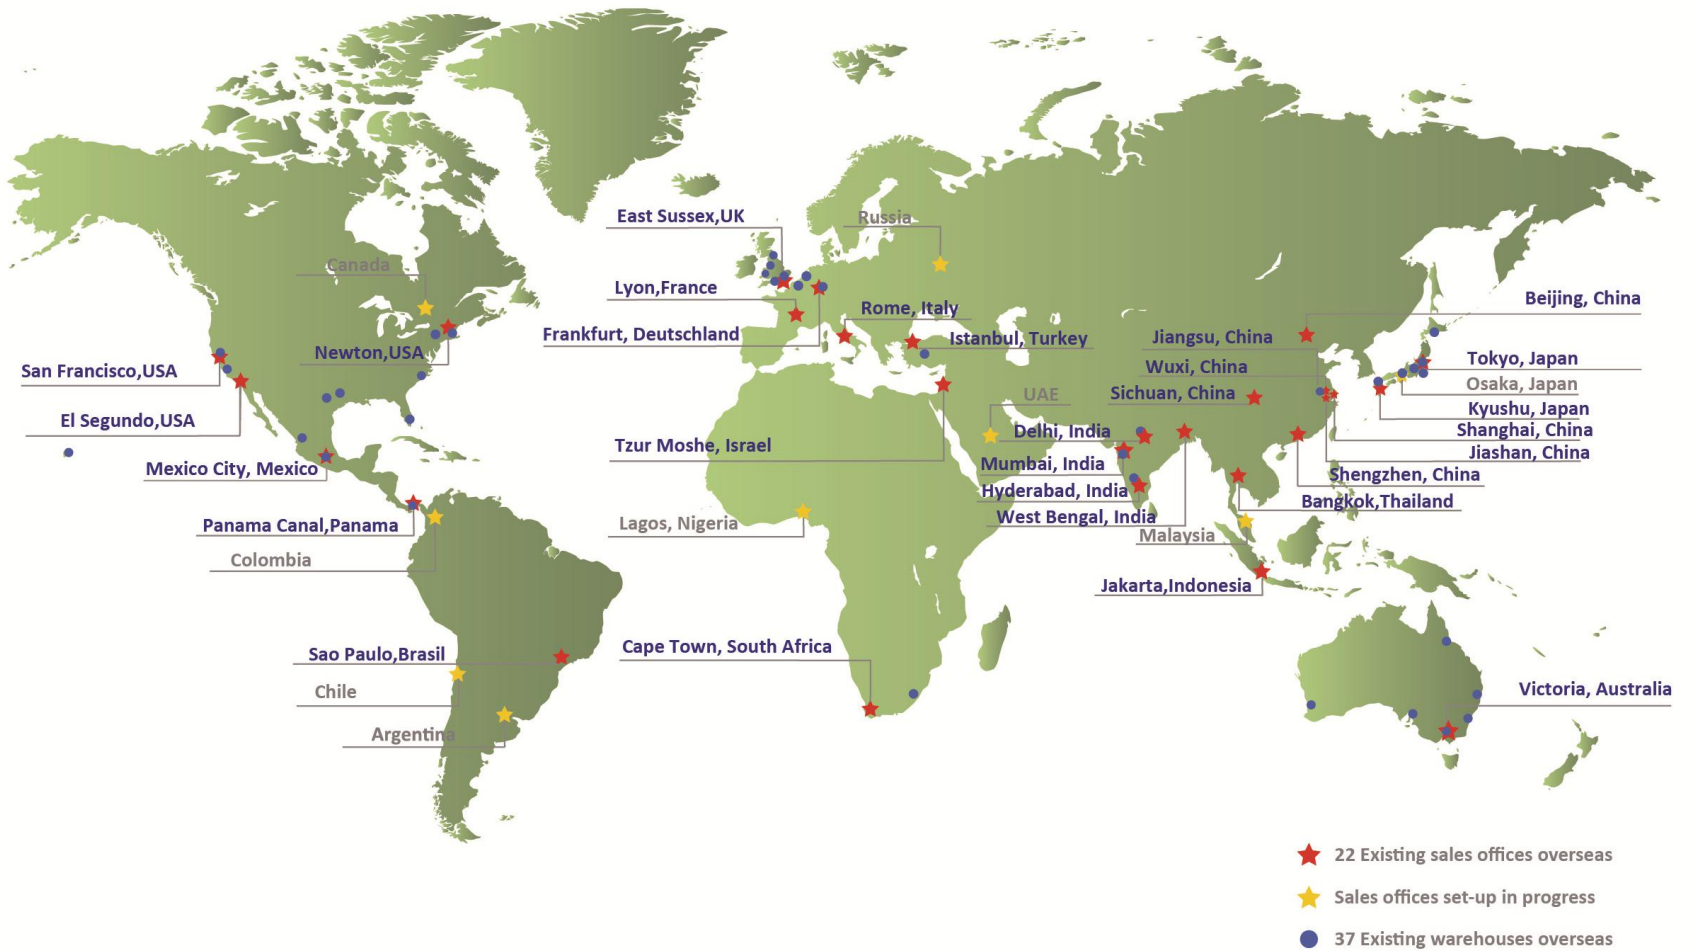 East Sussex,UK
Russia
Canada
Lyon,France
Beijing, China
Rome, Italy
Frankfurt, Deutschland
Istanbul, Turkey
Jiangsu, China
Newton,USA
Tokyo, Japan
San Francisco,USA
Wuxi, China
Osaka, Japan
UAE
Sichuan, China
Kyushu, Japan
El Segundo,USA
Delhi, India
Shanghai, China
Tzur Moshe, Israel
Jiashan, China
Mexico City, Mexico
Mumbai, India
Shengzhen, China
Hyderabad, India
Bangkok,Thailand
Panama Canal,Panama
Lagos, Nigeria
West Bengal, India
Malaysia
Colombia
Jakarta,Indonesia
Sao Paulo,Brasil
Cape Town, South Africa
Chile
Victoria, Australia
Argentina
22 Existing sales offices overseas
Sales offices set-up in progress
37 Existing warehouses overseas